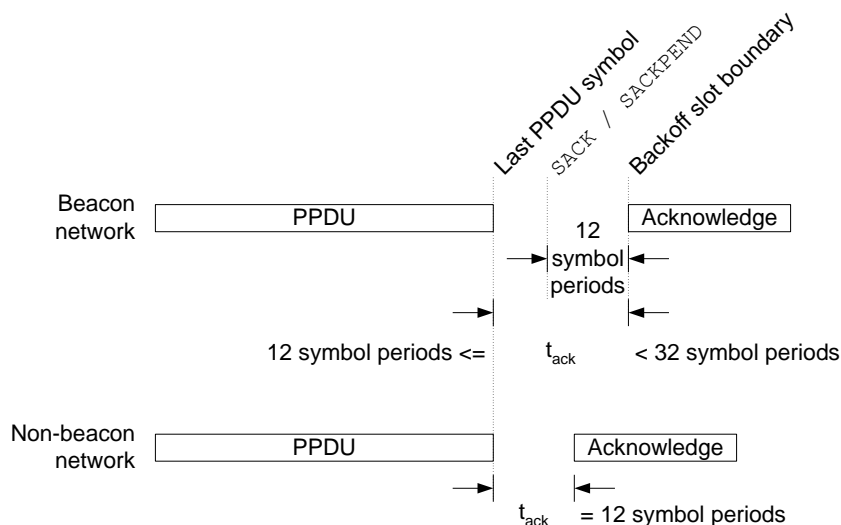 Last PPDU symbol
SACK / SACKPEND
Backoff slot boundary
Beacon
network
PPDU
Acknowledge
12
symbol
periods
12 symbol periods <= t_ack < 32 symbol periods
Non-beacon
network
PPDU
Acknowledge
t_ack = 12 symbol periods